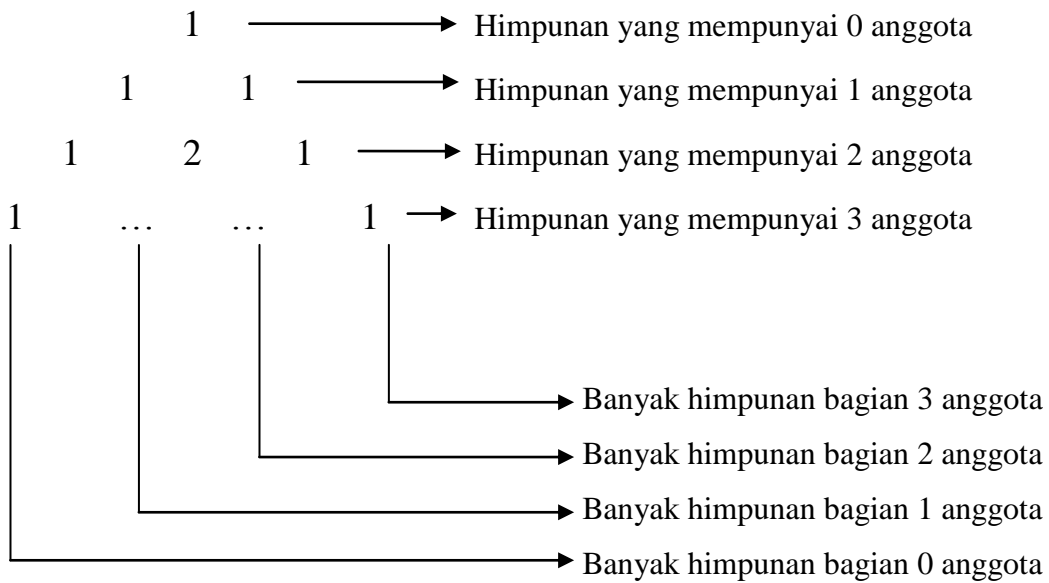 1 Himpunan yang mempunyai 0 anggota
1 1 Himpunan yang mempunyai 1 anggota
1 2 1 Himpunan yang mempunyai 2 anggota
1 … … 1 Himpunan yang mempunyai 3 anggota
Banyak himpunan bagian 3 anggota
Banyak himpunan bagian 2 anggota
Banyak himpunan bagian 1 anggota
Banyak himpunan bagian 0 anggota